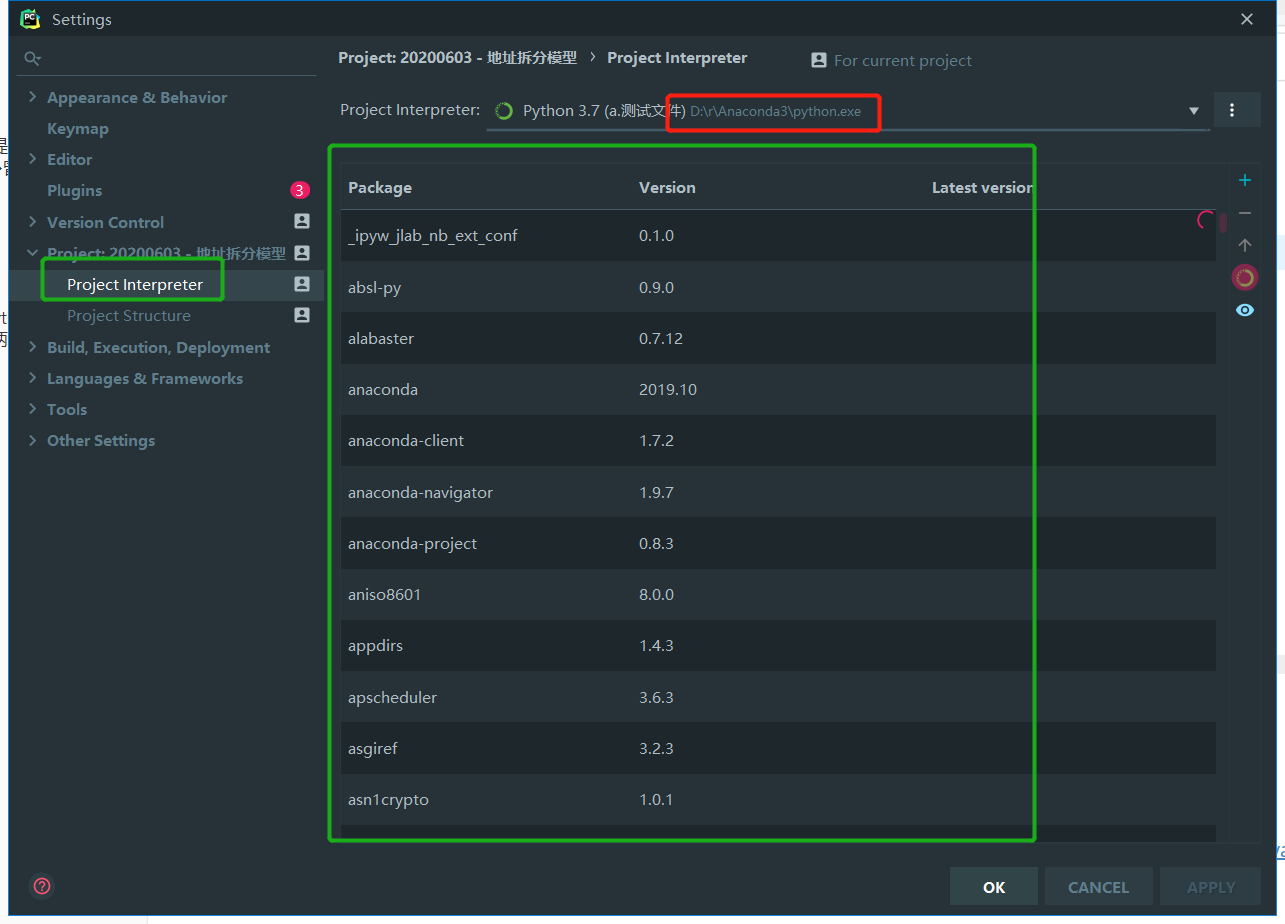 Settings
Project: 20200603 - 地址拆分模型 › Project Interpreter
For current project
Appearance & Behavior
Keymap
Editor
Plugins
3
Version Control
Project: 20200603 - 地址拆分模型
Project Interpreter
Project Structure
Build, Execution, Deployment
Languages & Frameworks
Tools
Other Settings
Project Interpreter: Python 3.7 (a.测试文件) D:\r\Anaconda3\python.exe
Package Version Latest version
_ipyw_jlab_nb_ext_conf 0.1.0
absl-py 0.9.0
alabaster 0.7.12
anaconda 2019.10
anaconda-client 1.7.2
anaconda-navigator 1.9.7
anaconda-project 0.8.3
aniso8601 8.0.0
appdirs 1.4.3
apscheduler 3.6.3
asgiref 3.2.3
asn1crypto 1.0.1
OK CANCEL APPLY